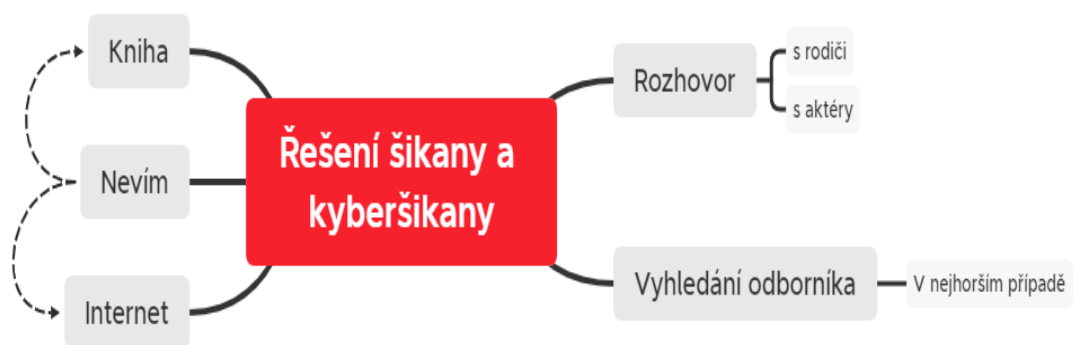 Kniha
Nevím
Internet
Řešení šikany a
kyberšikany
Rozhovor
s rodiči
s aktéry
Vyhledání odborníka
V nejhorším případě